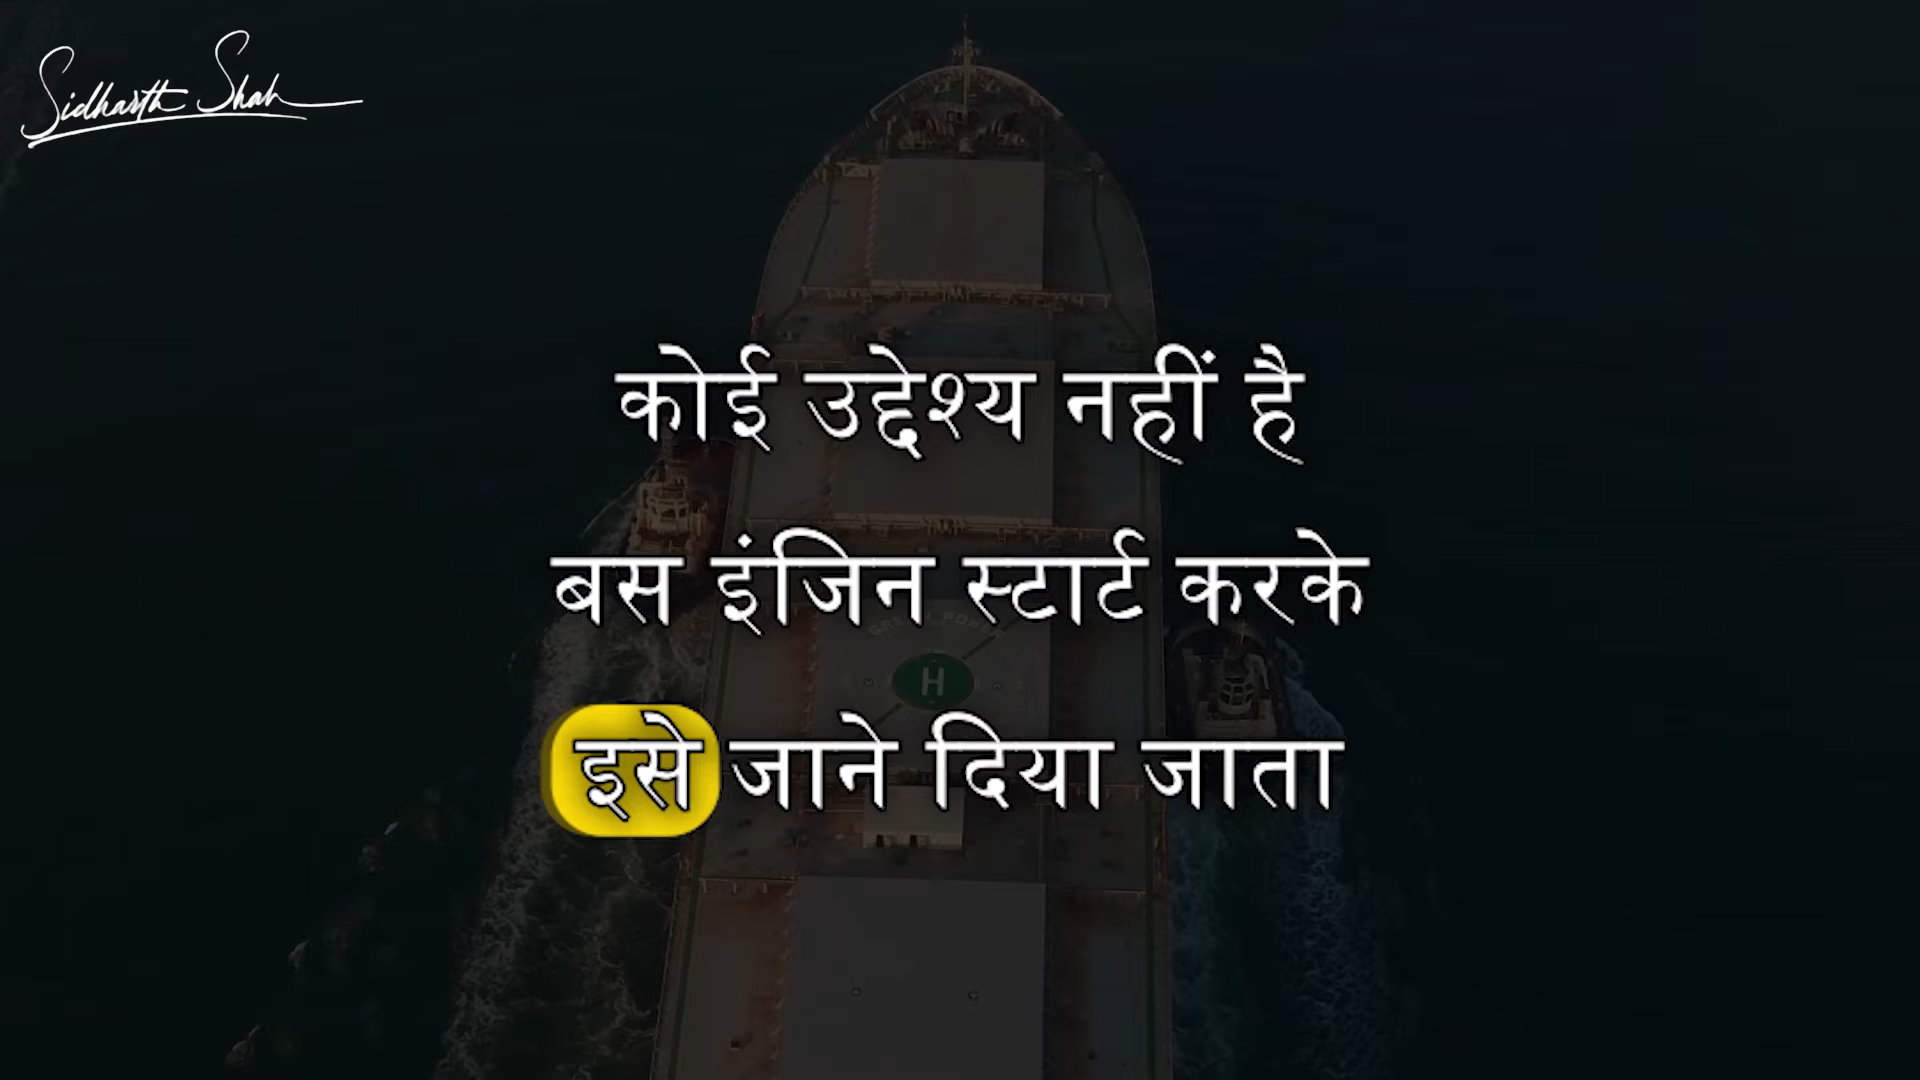 Sidharth Shah
कोई उद्देश्य नहीं है
बस इंजिन स्टार्ट करके
H
इसे जाने दिया जाता